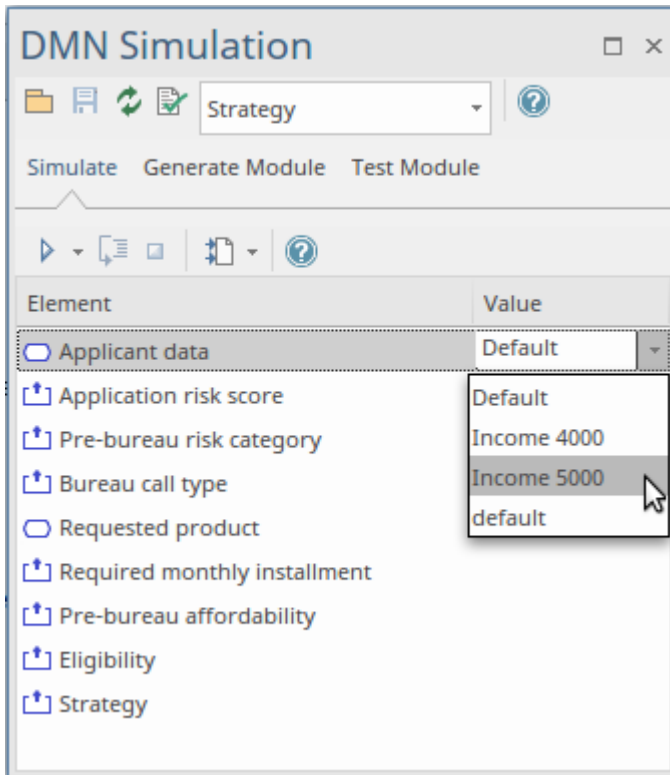 DMN Simulation
Strategy
Simulate Generate Module Test Module
Element Value
Applicant data Default
Application risk score Default
Pre-bureau risk category Income 4000
Bureau call type Income 5000
Requested product default
Required monthly installment
Pre-bureau affordability
Eligibility
Strategy